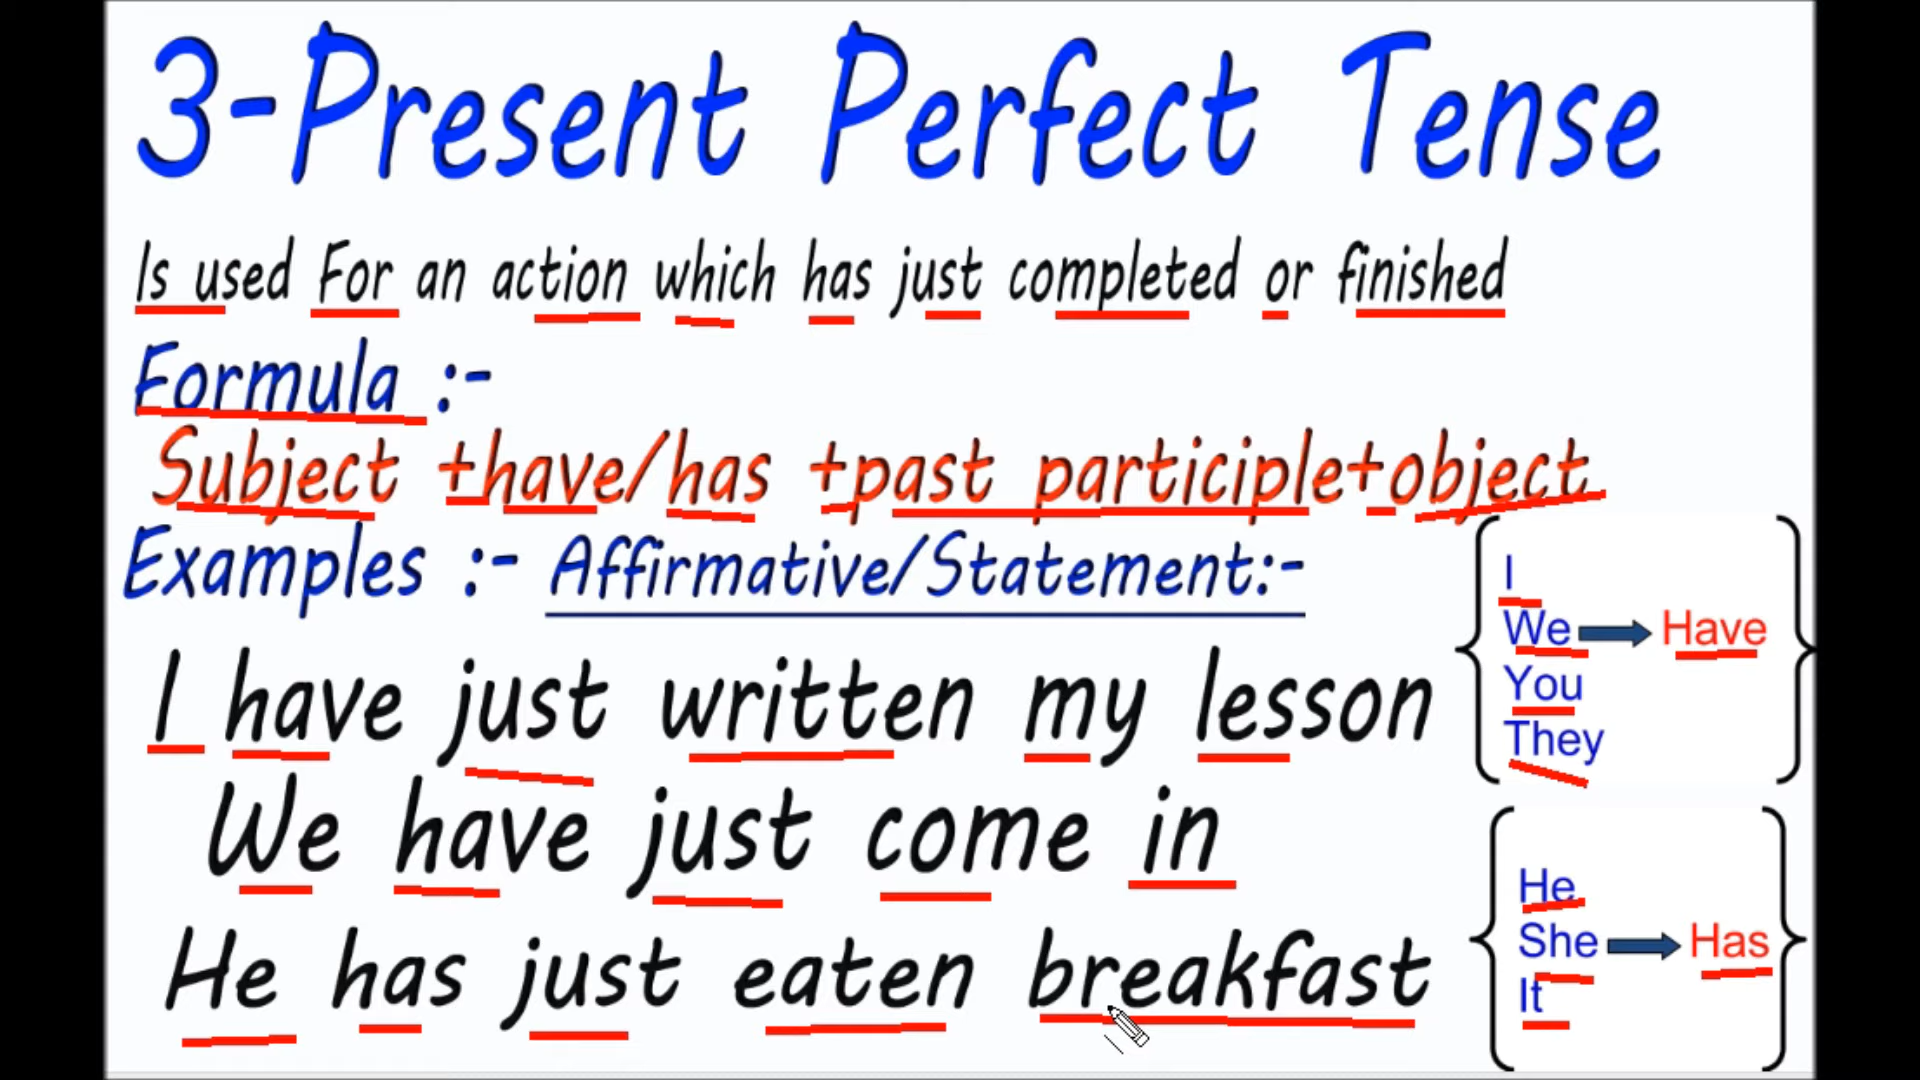 3-Present Perfect Tense
Is used For an action which has just completed or finished
Formula :-
Subject +have/has +past participle+object
Examples :- Affirmative/Statement:-
I have just written my lesson
We have just come in
He has just eaten breakfast
I
We Have
You
They
He
She Has
It